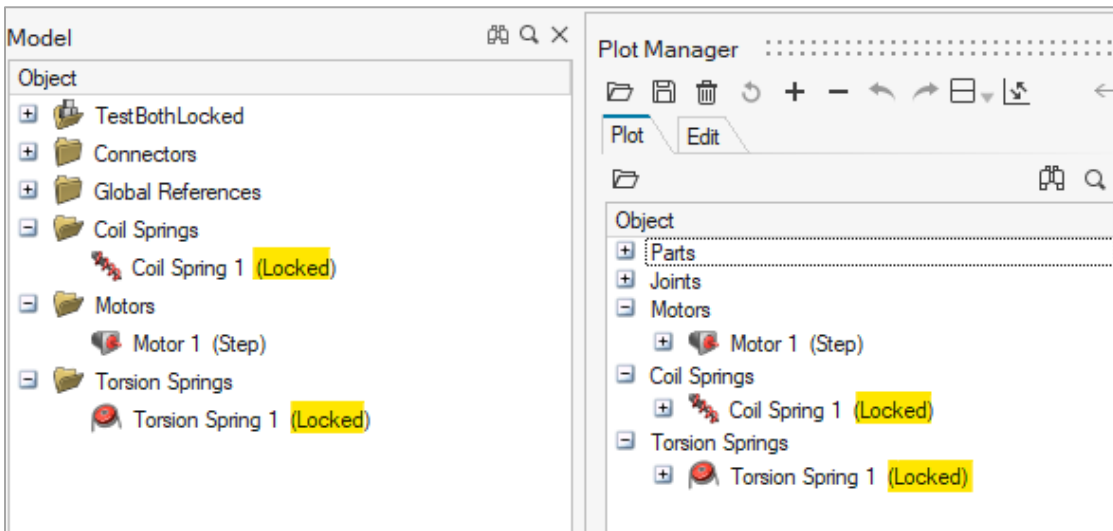 Model
Object
TestBothLocked
Connectors
Global References
Coil Springs
Coil Spring 1 (Locked)
Motors
Motor 1 (Step)
Torsion Springs
Torsion Spring 1 (Locked)
Plot Manager
Plot
Edit
Object
Parts
Joints
Motors
Motor 1 (Step)
Coil Springs
Coil Spring 1 (Locked)
Torsion Springs
Torsion Spring 1 (Locked)